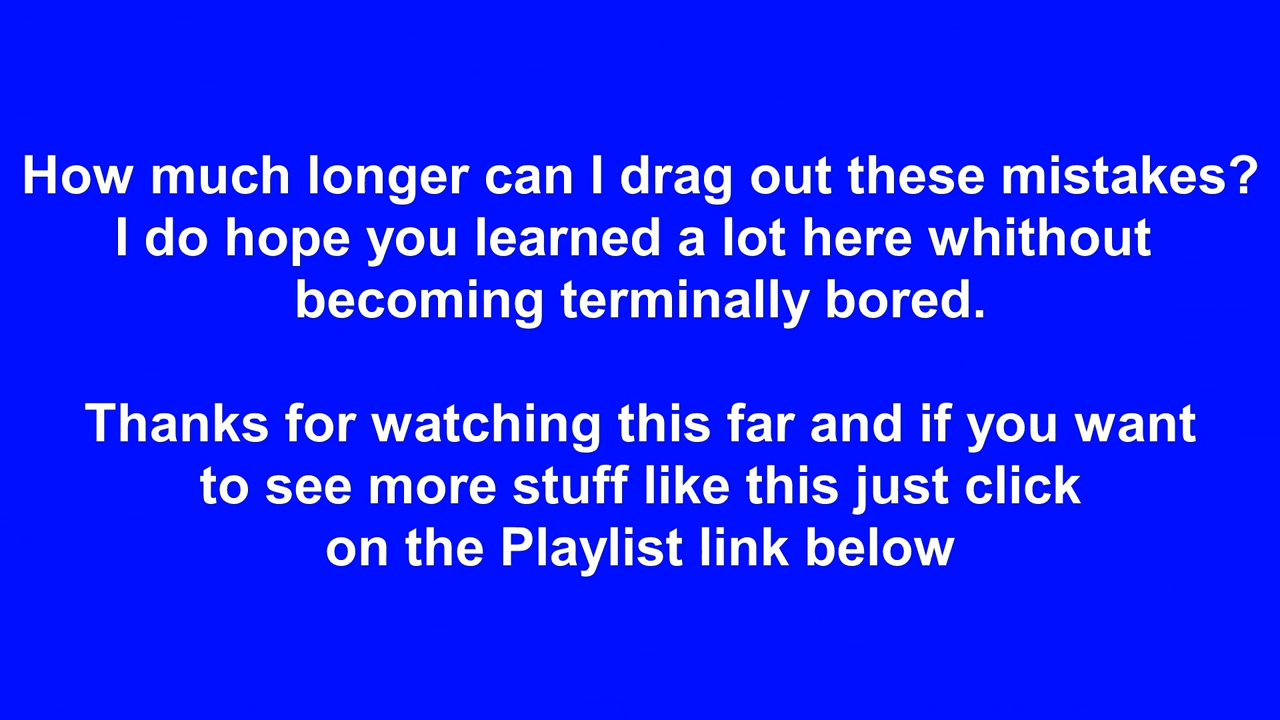 How much longer can I drag out these mistakes?
I do hope you learned a lot here whithout
becoming terminally bored.
Thanks for watching this far and if you want
to see more stuff like this just click
on the Playlist link below